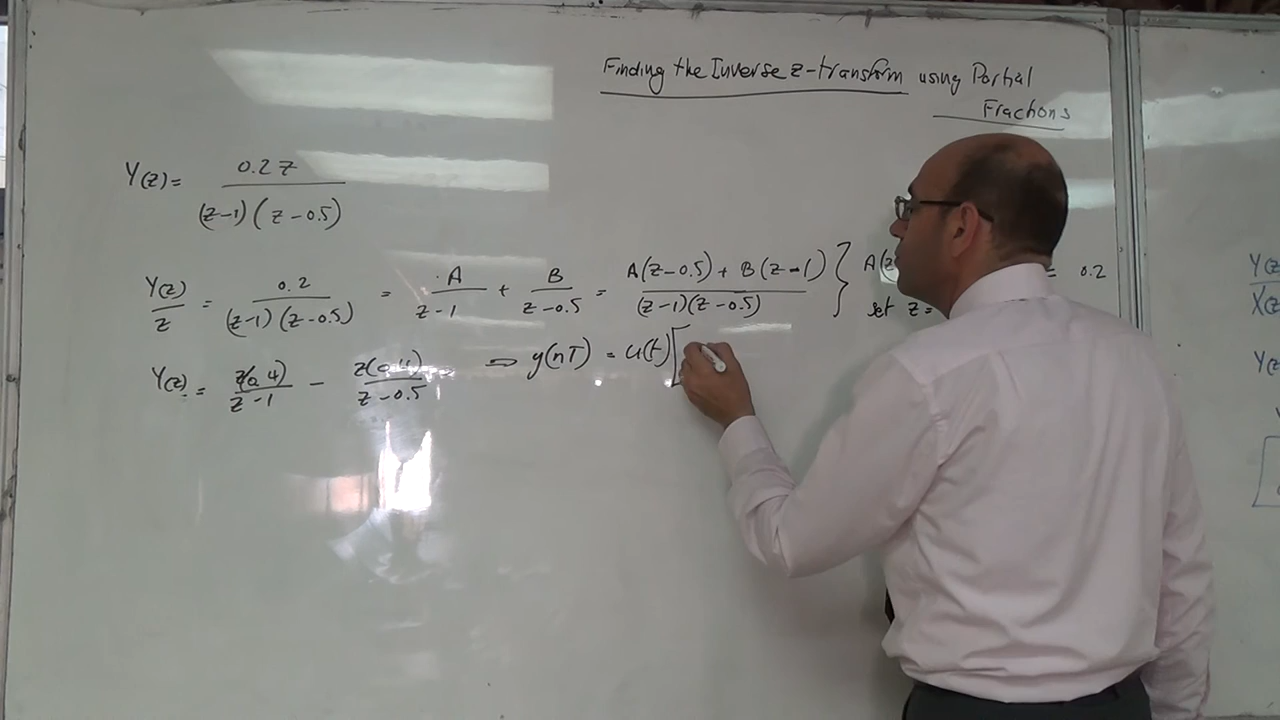 Finding the Inverse z-transform using Partial
Fractions
Y(z) = 0.2 z / (z-1)(z-0.5)
Y(z)/z = 0.2 / (z-1)(z-0.5) = A / z-1 + B / z-0.5 = A(z-0.5) + B(z-1) / (z-1)(z-0.5) } A(z = 0.2
set z =
Y(z) = z(0.4) / z-1 - z(0.4) / z-0.5 ⇒ y(nT) = u(t)[
Y(z
X(z
Y(z